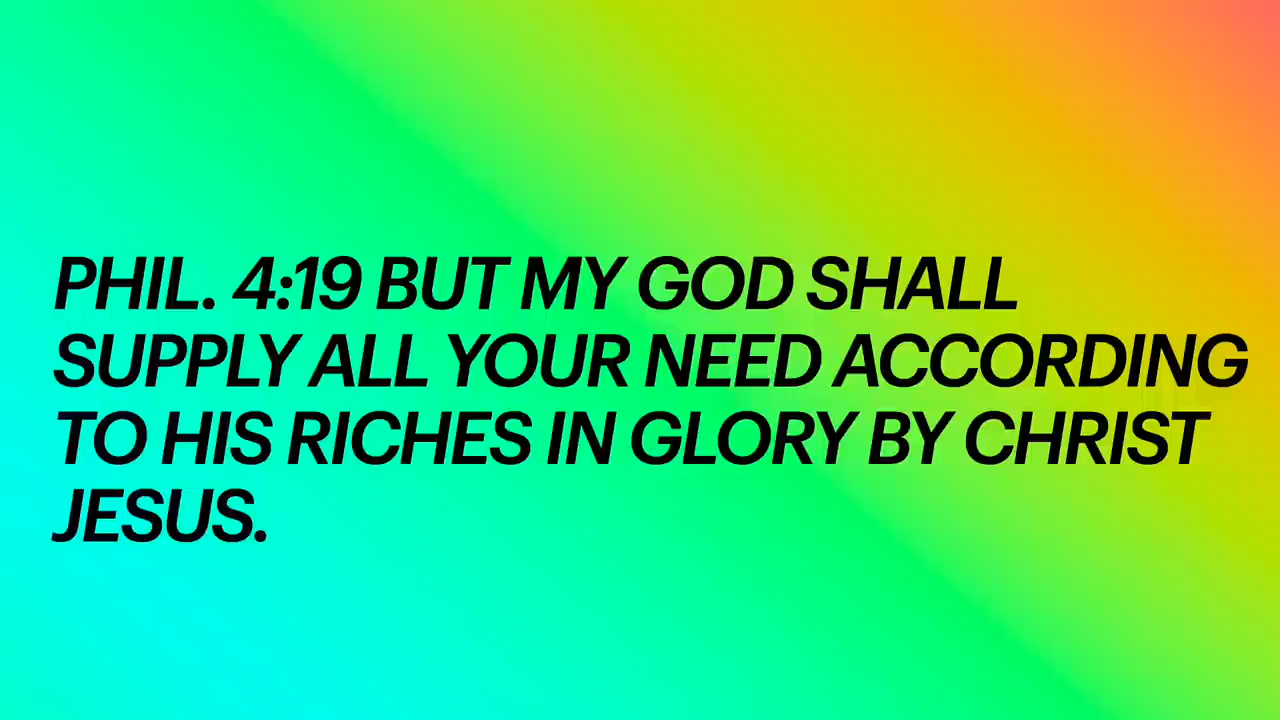 PHIL. 4:19 BUT MY GOD SHALL
SUPPLY ALL YOUR NEED ACCORDING
TO HIS RICHES IN GLORY BY CHRIST
JESUS.